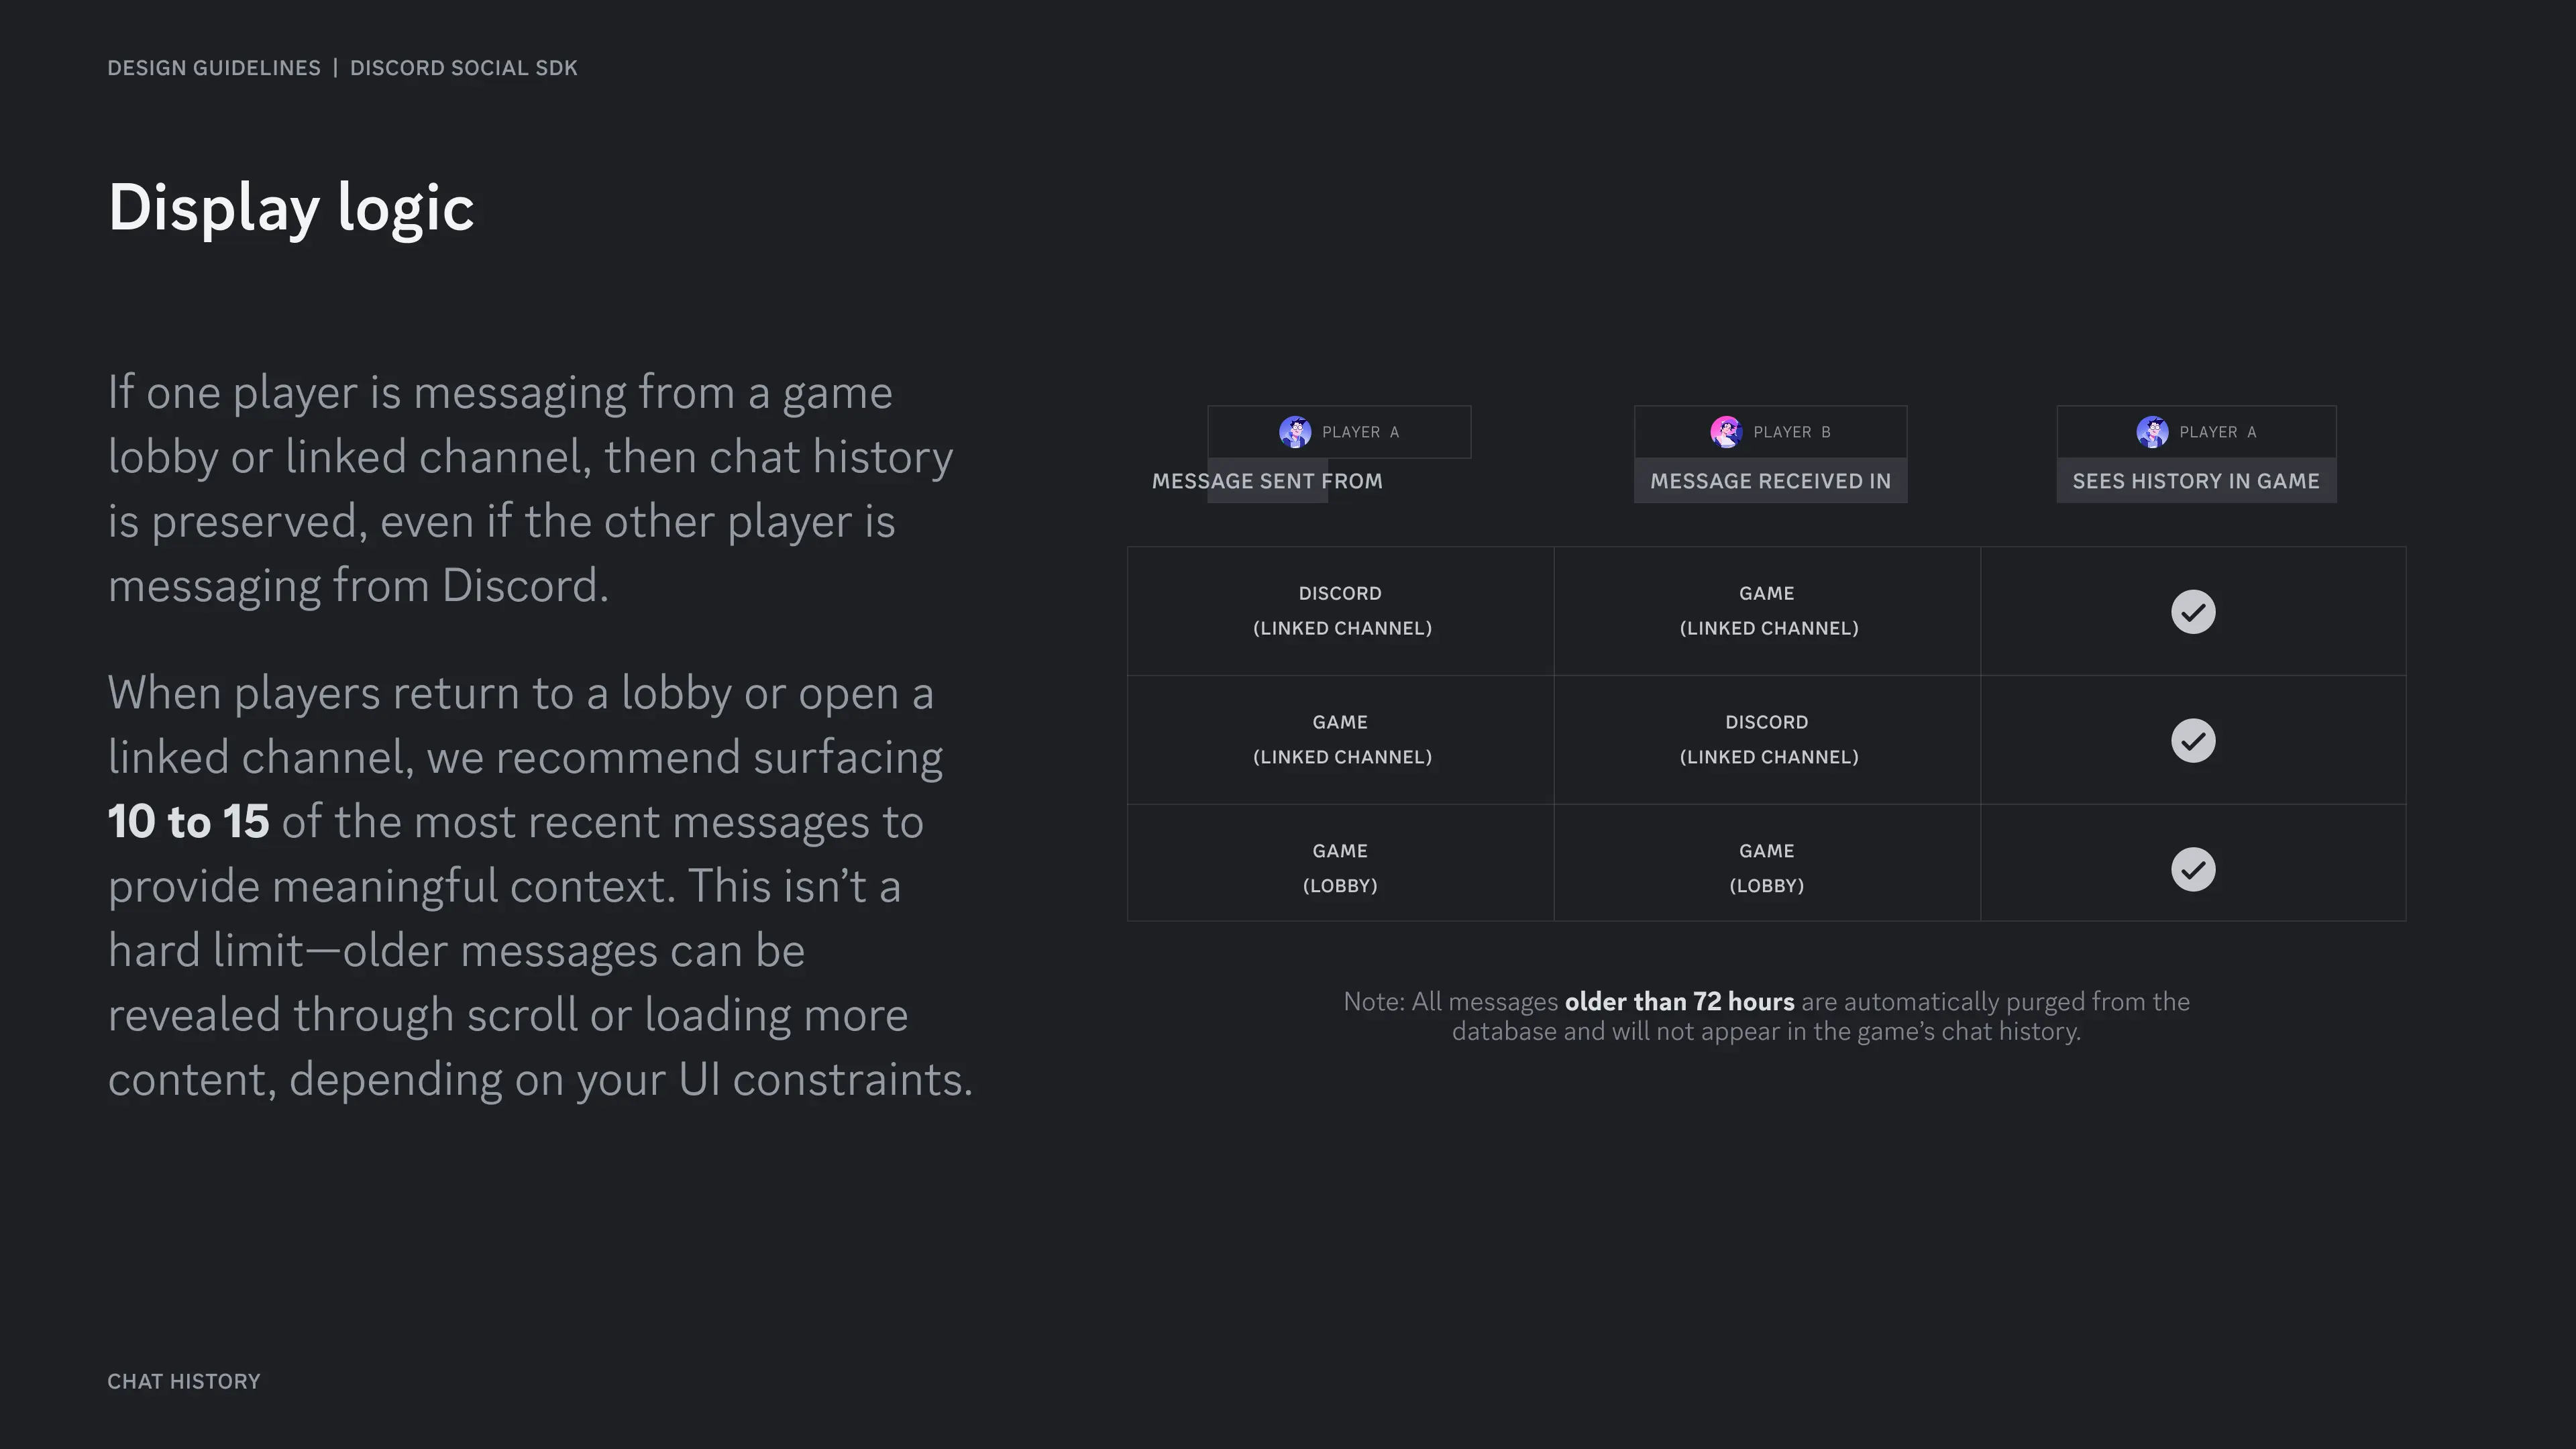 DESIGN GUIDELINES | DISCORD SOCIAL SDK
Display logic
If one player is messaging from a game
lobby or linked channel, then chat history
is preserved, even if the other player is
messaging from Discord.
When players return to a lobby or open a
linked channel, we recommend surfacing
10 to 15 of the most recent messages to
provide meaningful context. This isn’t a
hard limit—older messages can be
revealed through scroll or loading more
content, depending on your UI constraints.
PLAYER A
MESSAGE SENT FROM
PLAYER B
MESSAGE RECEIVED IN
PLAYER A
SEES HISTORY IN GAME
DISCORD
(LINKED CHANNEL)
GAME
(LINKED CHANNEL)
GAME
(LINKED CHANNEL)
DISCORD
(LINKED CHANNEL)
GAME
(LOBBY)
GAME
(LOBBY)
Note: All messages older than 72 hours are automatically purged from the
database and will not appear in the game’s chat history.
CHAT HISTORY